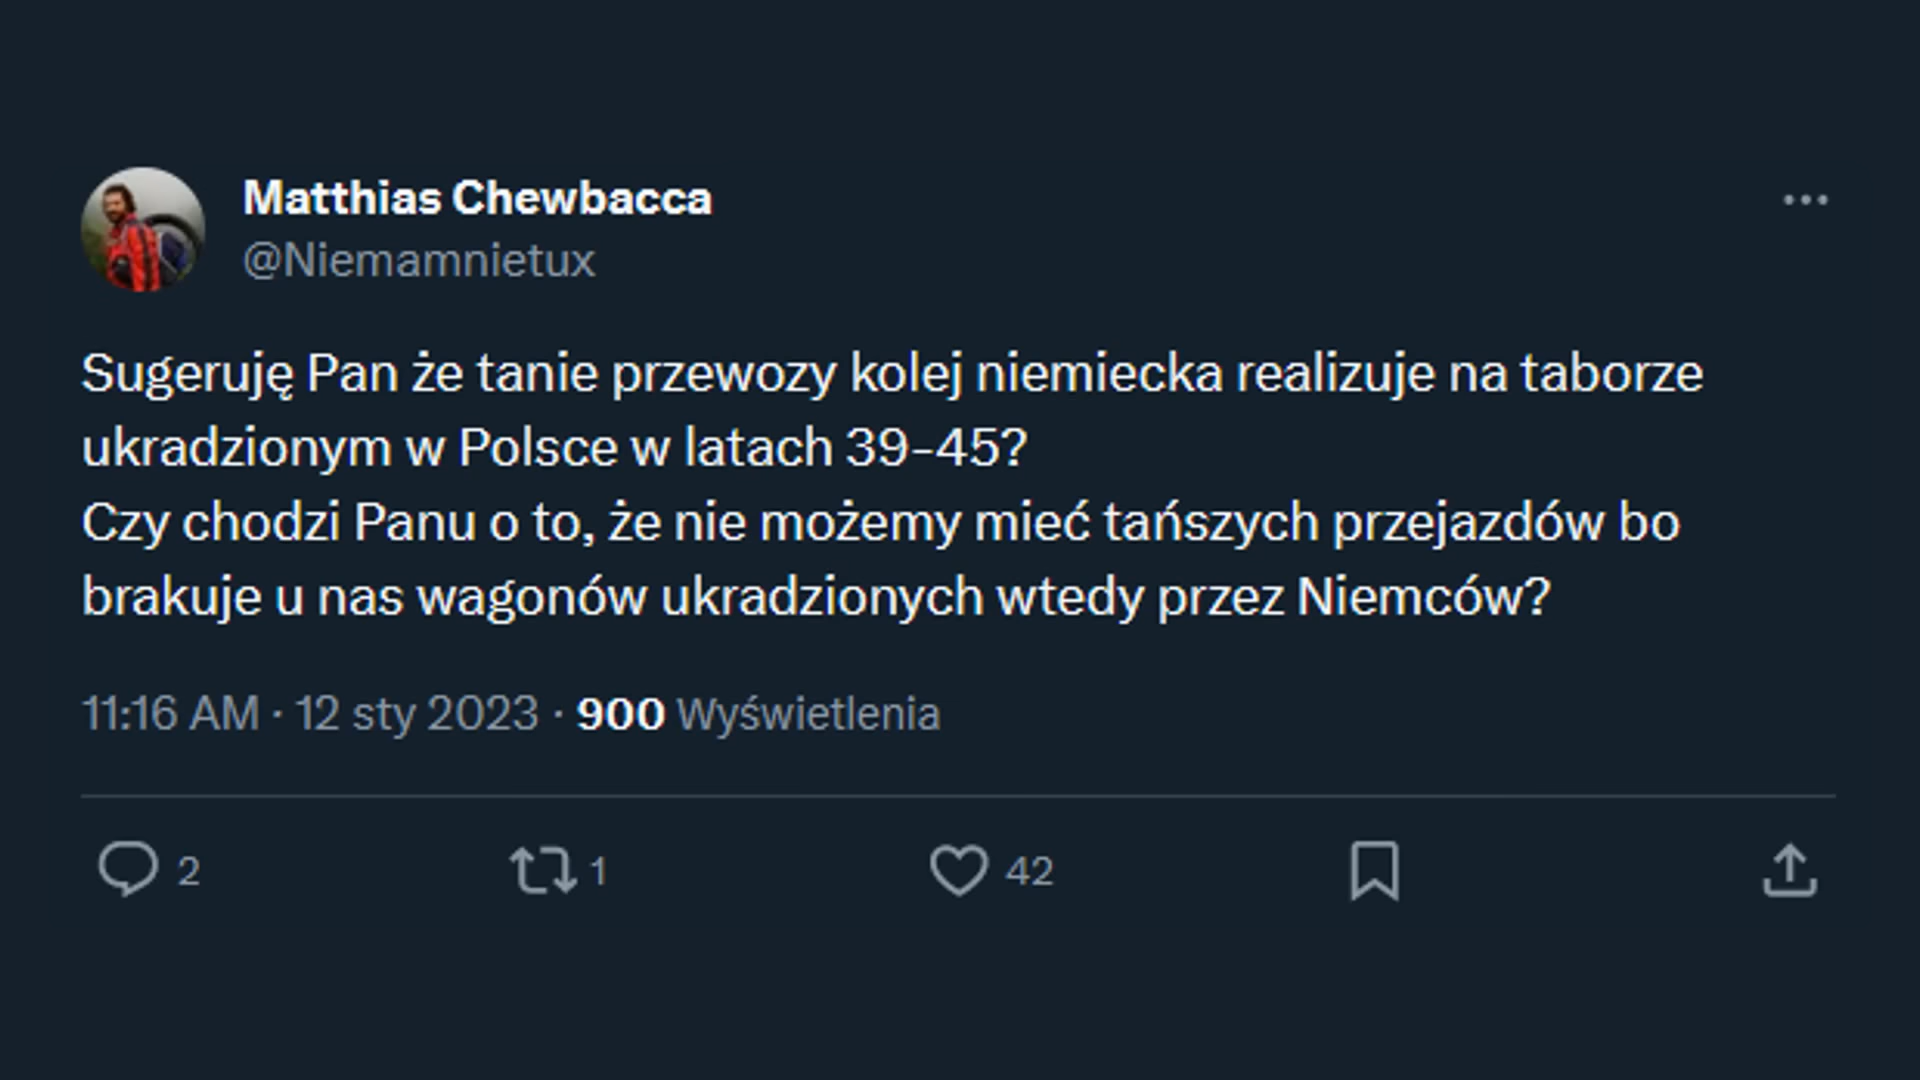 Matthias Chewbacca
@Niemamnietux
Sugeruję Pan że tanie przewozy kolej niemiecka realizuje na taborze
ukradzionym w Polsce w latach 39-45?
Czy chodzi Panu o to, że nie możemy mieć tańszych przejazdów bo
brakuje u nas wagonów ukradzionych wtedy przez Niemców?
11:16 AM · 12 sty 2023 · 900 Wyświetlenia
2 1 42